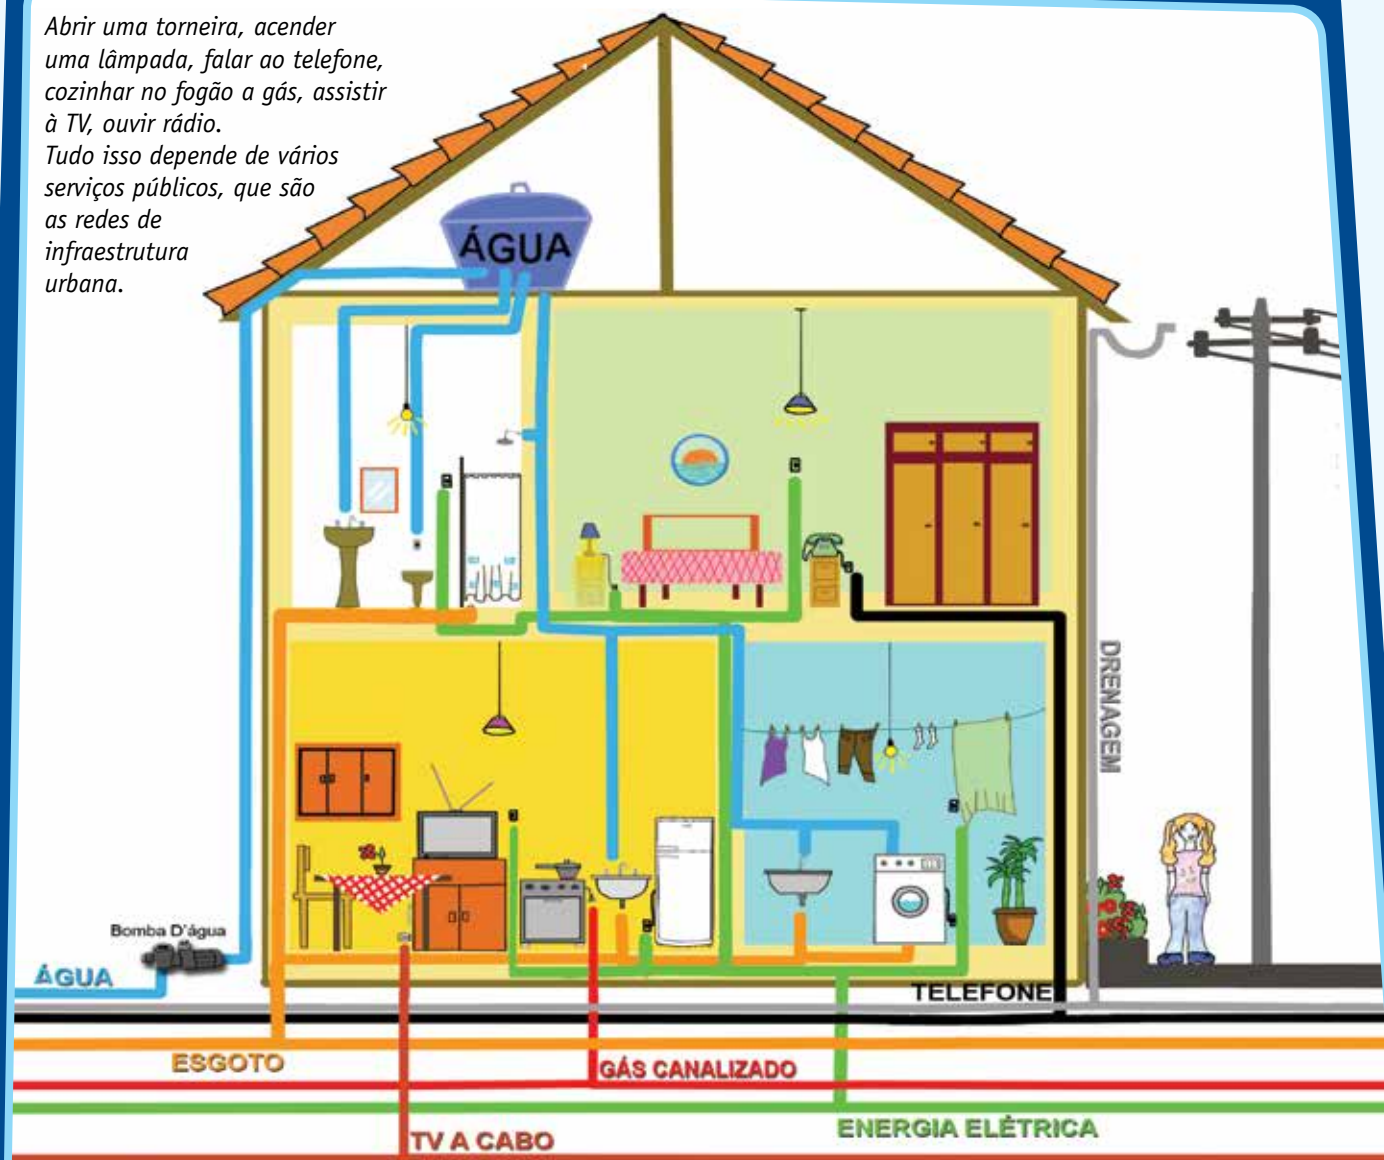 Abrir uma torneira, acender
uma lâmpada, falar ao telefone,
cozinhar no fogão a gás, assistir
à TV, ouvir rádio.
Tudo isso depende de vários
serviços públicos, que são
as redes de
infraestrutura
urbana.
ÁGUA
DRENAGEM
Bomba D'água
ÁGUA
TELEFONE
ESGOTO
GÁS CANALIZADO
ENERGIA ELÉTRICA
TV A CABO